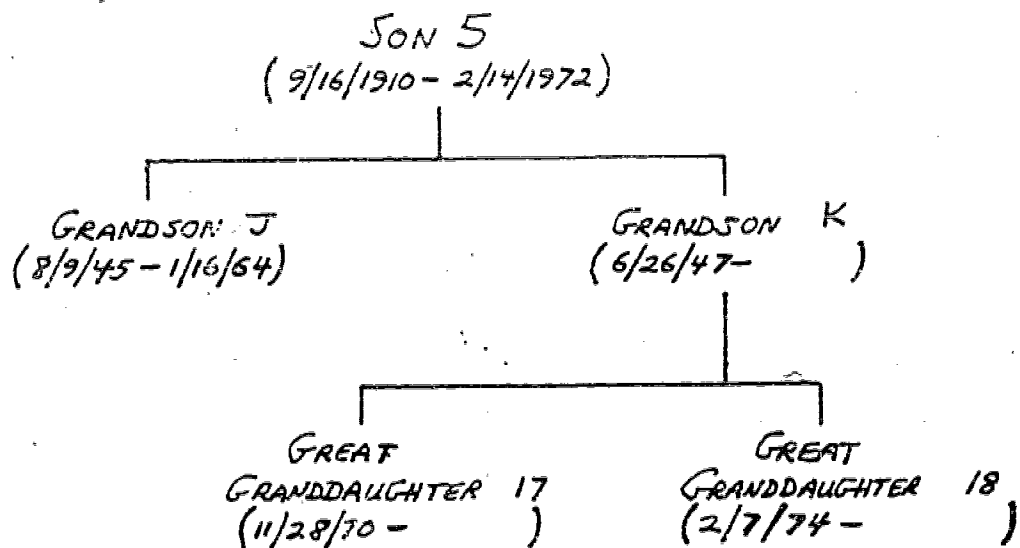 SON 5
(9/16/1910- 2/14/1972)
GRANDSON J
(8/9/45-1/16/64)
GRANDSON K
(6/26/47- )
GREAT
GRANDDAUGHTER 17
(11/28/70- )
GREAT
GRANDDAUGHTER 18
(2/7/74- )